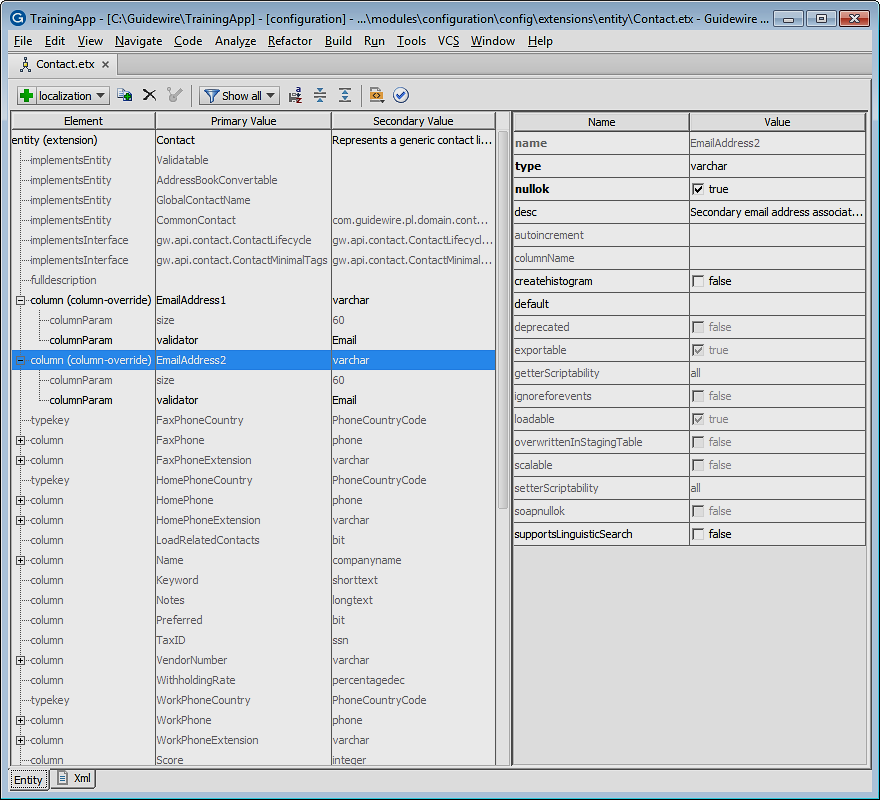 TrainingApp - [C:\Guidewire\TrainingApp] - [configuration] - ...\modules\configuration\config\extensions\entity\Contact.etx - Guidewire ...
File Edit View Navigate Code Analyze Refactor Build Run Tools VCS Window Help
Contact.etx
localization Show all
Element Primary Value Secondary Value
entity (extension) Contact Represents a generic contact li...
implementsEntity Validatable
implementsEntity AddressBookConvertable
implementsEntity GlobalContactName
implementsEntity CommonContact com.guidewire.pl.domain.cont...
implementsInterface gw.api.contact.ContactLifecycle gw.api.contact.ContactLifecycl...
implementsInterface gw.api.contact.ContactMinimalTags gw.api.contact.ContactMinimal...
fulldescription
column (column-override) EmailAddress1 varchar
columnParam size 60
columnParam validator Email
column (column-override) EmailAddress2 varchar
columnParam size 60
columnParam validator Email
typekey FaxPhoneCountry PhoneCountryCode
column FaxPhone phone
column FaxPhoneExtension varchar
typekey HomePhoneCountry PhoneCountryCode
column HomePhone phone
column HomePhoneExtension varchar
column LoadRelatedContacts bit
column Name companyname
column Keyword shorttext
column Notes longtext
column Preferred bit
column TaxID ssn
column VendorNumber varchar
column WithholdingRate percentagedec
typekey WorkPhoneCountry PhoneCountryCode
column WorkPhone phone
column WorkPhoneExtension varchar
column Score integer
Name Value
name EmailAddress2
type varchar
nullok true
desc Secondary email address associat...
autoincrement
columnName
createhistogram false
default
deprecated false
exportable true
getterScriptability all
ignoreforevents false
loadable true
overwrittenInStagingTable false
scalable false
setterScriptability all
soapnullok false
supportsLinguisticSearch false
Entity Xml